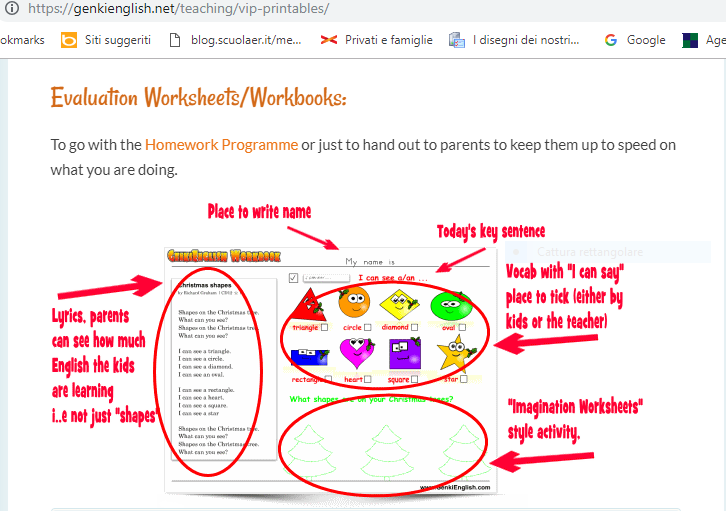 https://genkienglish.net/teaching/vip-printables/
okmarks
Siti suggeriti
blog.scuolaer.it/me...
Privati e famiglie
I disegni dei nostri...
Google
Age
Evaluation Worksheets/Workbooks:
To go with the Homework Programme or just to hand out to parents to keep them up to speed on
what you are doing.
Place to write name
Today's key sentence
Cattura rettangolare
GenkiEnglish Workbook
My name is
Lyrics, parents
can see how much
English the kids
are learning
i..e not just "shapes"
Christmas shapes
By Richard Graham
Shapes on the Christmas tree.
What can you see?
Shapes on the Christmas tree.
What can you see?
I can see a triangle.
I can see a circle.
I can see a diamond.
I can see an oval.
I can see a rectangle.
I can see a heart.
I can see a square.
I can see a star
Shapes on the Christmas tree.
What can you see?
Shapes on the Christmas tree.
What can you see?
I can see a/an ...
triangle
circle
diamond
oval
rectangle
heart
square
star
What shapes are on your Christmas trees?
www.GenkiEnglish.com
Vocab with "I can say"
place to tick (either by
kids or the teacher)
"Imagination Worksheets"
style activity.